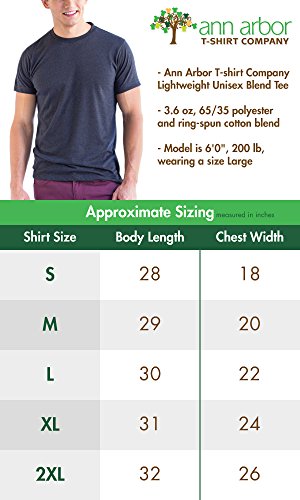 ann arbor
T-SHIRT COMPANY
- Ann Arbor T-shirt Company
Lightweight Unisex Blend Tee
- 3.6 oz, 65/35 polyester
and ring-spun cotton blend
- Model is 6'0", 200 lb,
wearing a size Large
Approximate Sizing measured in inches
Shirt Size Body Length Chest Width
S 28 18
M 29 20
L 30 22
XL 31 24
2XL 32 26